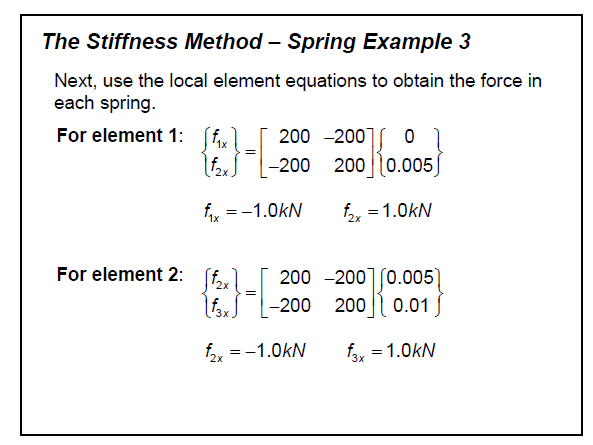 The Stiffness Method – Spring Example 3
Next, use the local element equations to obtain the force in
each spring.
For element 1: {f1x f2x} = [200 –200 –200 200] {0 0.005}
f1x = –1.0kN f2x = 1.0kN
For element 2: {f2x f3x} = [200 –200 –200 200] {0.005 0.01}
f2x = –1.0kN f3x = 1.0kN